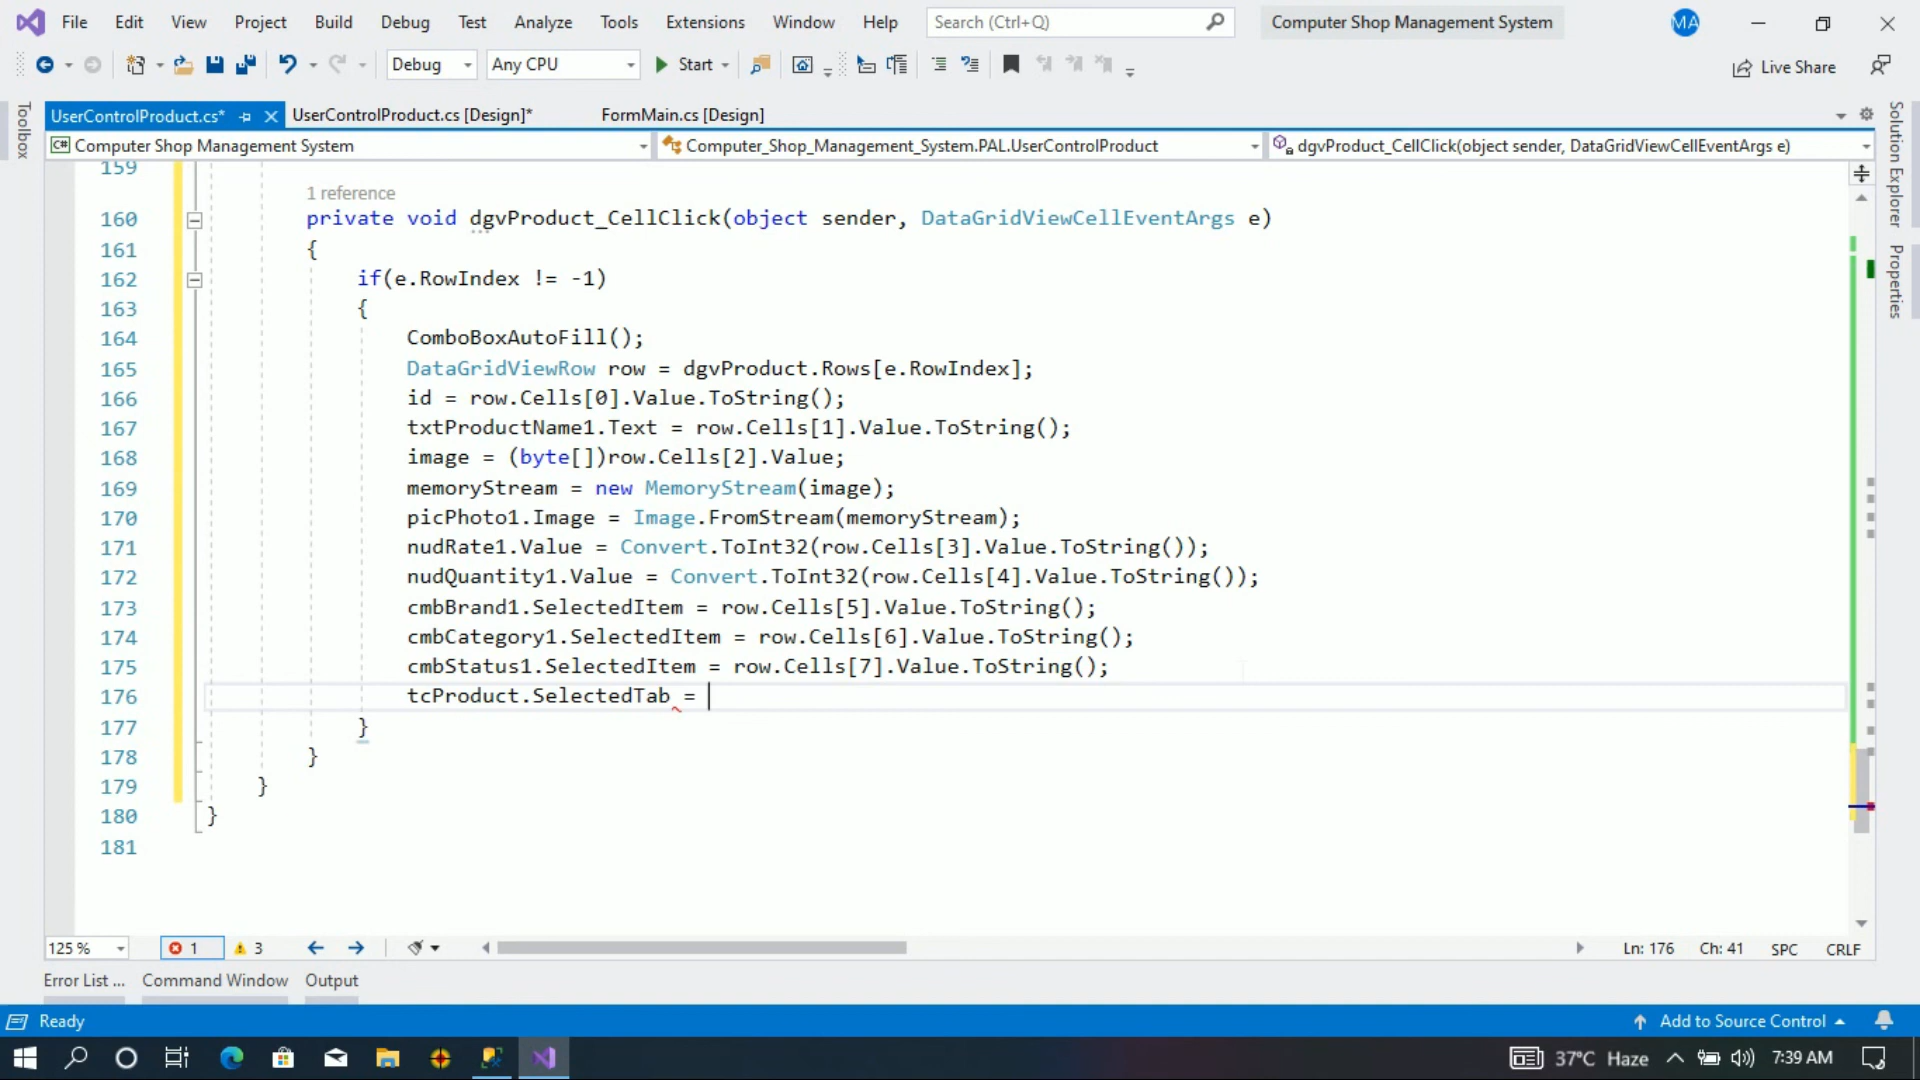 File Edit View Project Build Debug Test Analyze Tools Extensions Window Help Search (Ctrl+Q) Computer Shop Management System MA
Debug Any CPU Start Live Share
UserControlProduct.cs* UserControlProduct.cs [Design]* FormMain.cs [Design]
C# Computer Shop Management System Computer_Shop_Management_System.PAL.UserControlProduct dgvProduct_CellClick(object sender, DataGridViewCellEventArgs e)
Toolbox
Solution Explorer
Properties
159
1 reference
160 private void dgvProduct_CellClick(object sender, DataGridViewCellEventArgs e)
161 {
162 if(e.RowIndex != -1)
163 {
164 ComboBoxAutoFill();
165 DataGridViewRow row = dgvProduct.Rows[e.RowIndex];
166 id = row.Cells[0].Value.ToString();
167 txtProductName1.Text = row.Cells[1].Value.ToString();
168 image = (byte[])row.Cells[2].Value;
169 memoryStream = new MemoryStream(image);
170 picPhoto1.Image = Image.FromStream(memoryStream);
171 nudRate1.Value = Convert.ToInt32(row.Cells[3].Value.ToString());
172 nudQuantity1.Value = Convert.ToInt32(row.Cells[4].Value.ToString());
173 cmbBrand1.SelectedItem = row.Cells[5].Value.ToString();
174 cmbCategory1.SelectedItem = row.Cells[6].Value.ToString();
175 cmbStatus1.SelectedItem = row.Cells[7].Value.ToString();
176 tcProduct.SelectedTab =
177 }
178 }
179 }
180 }
181
125 % 1 3 Ln: 176 Ch: 41 SPC CRLF
Error List ... Command Window Output
Ready Add to Source Control
37°C Haze 7:39 AM